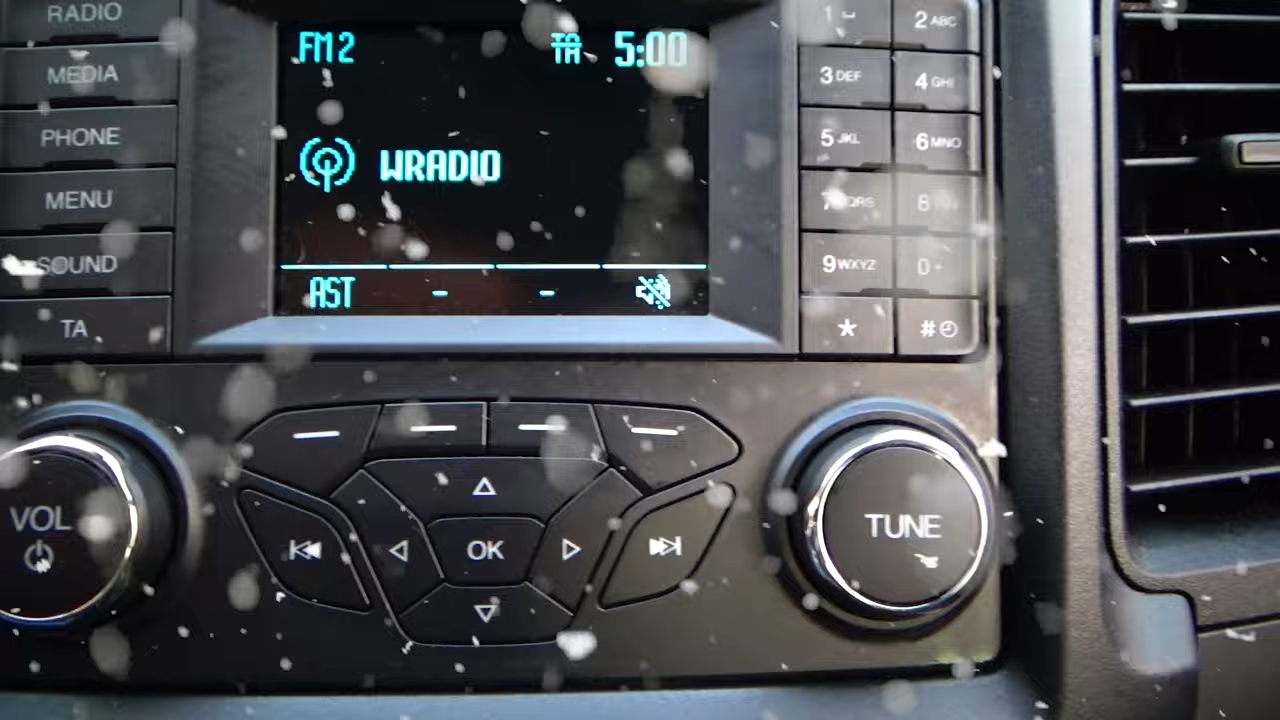 RADIO
MEDIA
PHONE
MENU
SOUND
TA
FM2 TA 5:00
WRADIO
AST - -
1
2 ABC
3 DEF
4 GHI
5 JKL
6 MNO
8
9 WXYZ
0 +
*
#
VOL
OK
TUNE